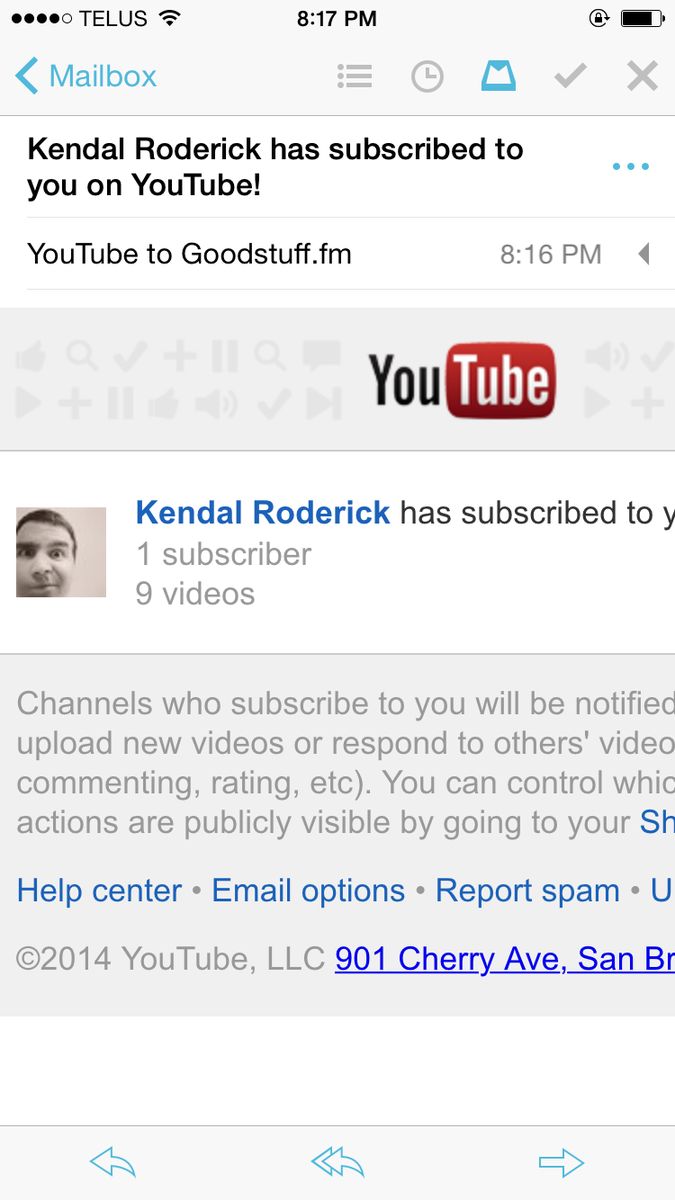 TELUS 8:17 PM
Mailbox
Kendal Roderick has subscribed to
you on YouTube!
YouTube to Goodstuff.fm 8:16 PM
YouTube
Kendal Roderick has subscribed to y
1 subscriber
9 videos
Channels who subscribe to you will be notified
upload new videos or respond to others' video
commenting, rating, etc). You can control whic
actions are publicly visible by going to your Sh
Help center • Email options • Report spam • U
©2014 YouTube, LLC 901 Cherry Ave, San Br